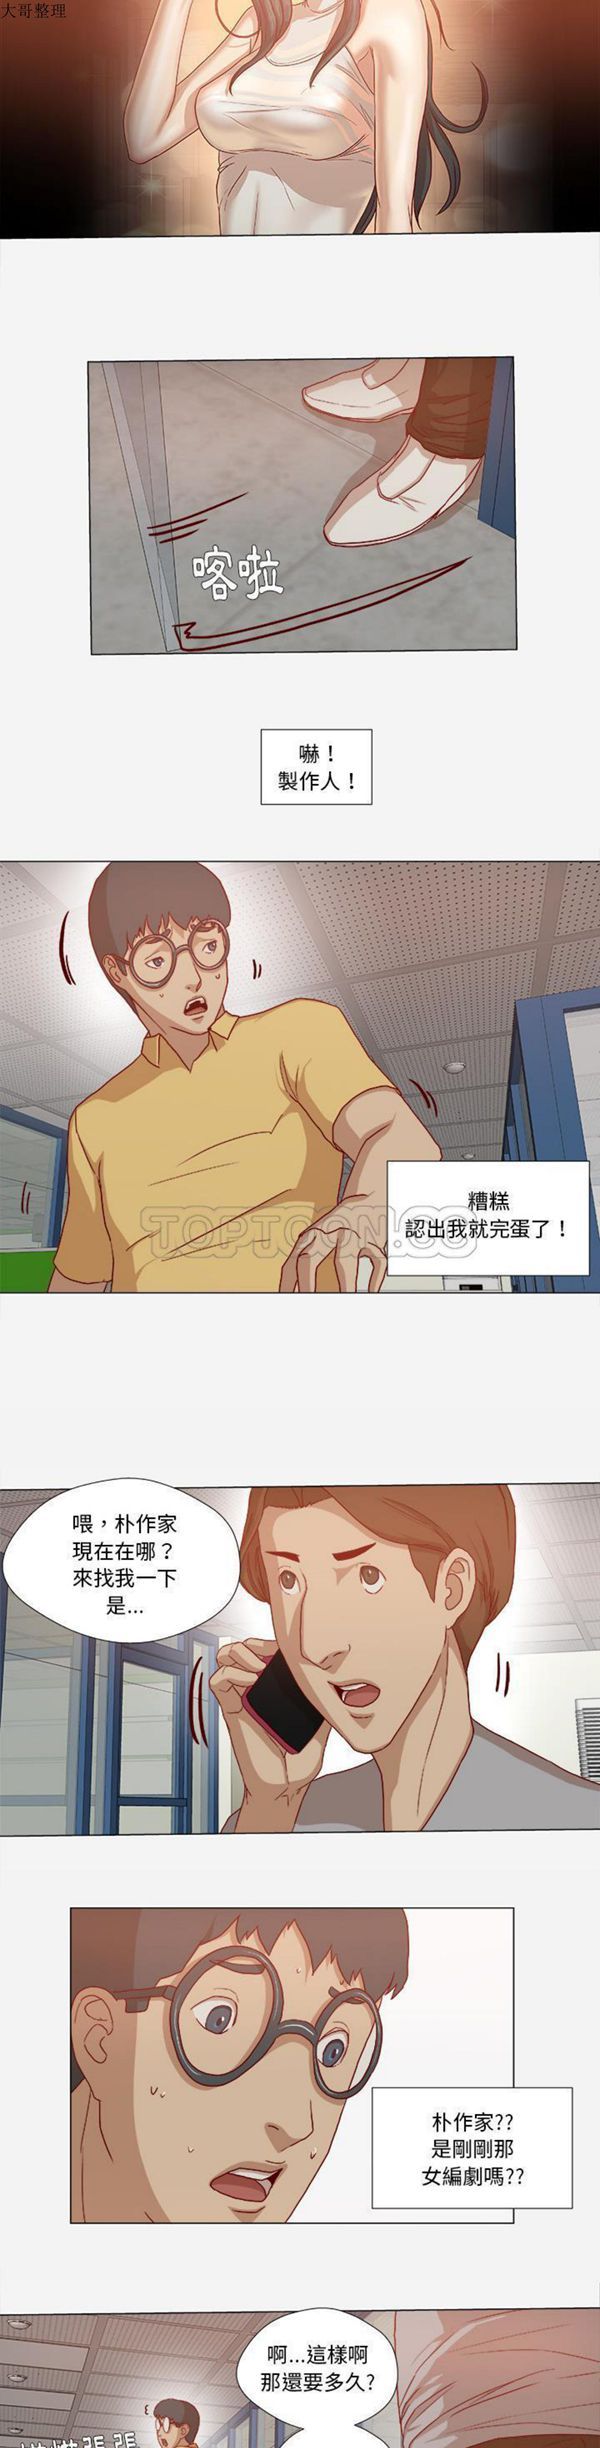 大哥整理
喀啦
嚇！
製作人！
糟糕
認出我就完蛋了！
TOPTOON.CC
喂，朴作家
現在在哪？
來找我一下
是...
朴作家??
是剛剛那
女編劇嗎??
啊...這樣啊
那還要多久?